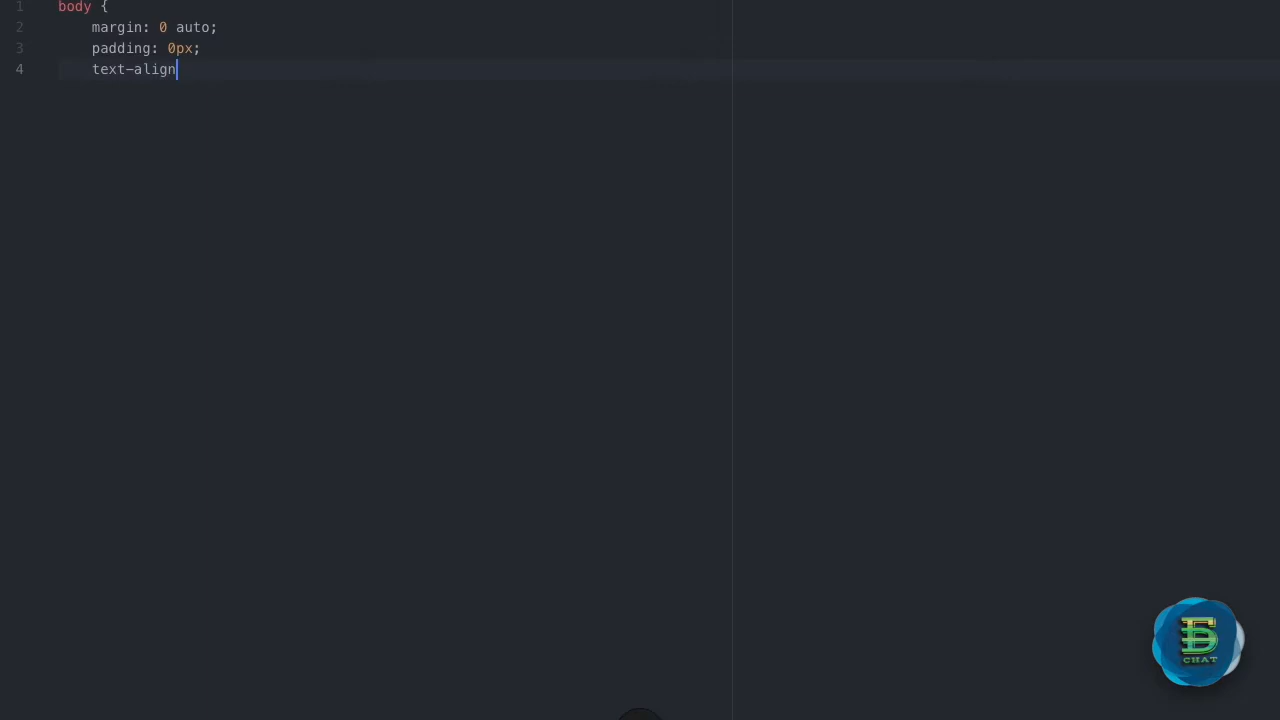 1 body {
2 margin: 0 auto;
3 padding: 0px;
4 text-align
CHAT